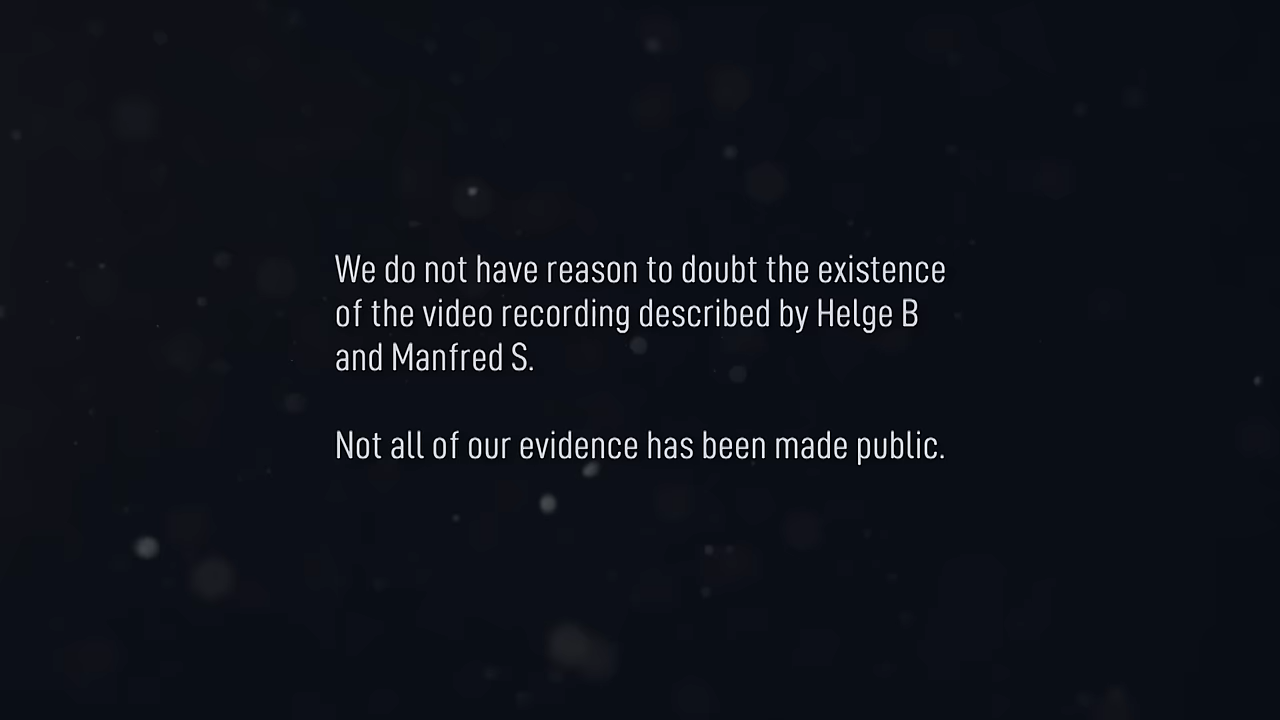 We do not have reason to doubt the existence
of the video recording described by Helge B
and Manfred S.
Not all of our evidence has been made public.